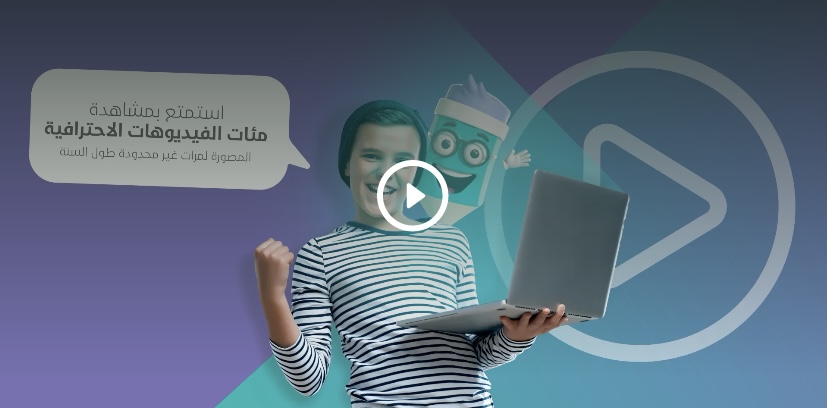 استمتع بمشاهدة
مئات الفيديوهات الاحترافية
المصورة لمرات غير محدودة طول السنة